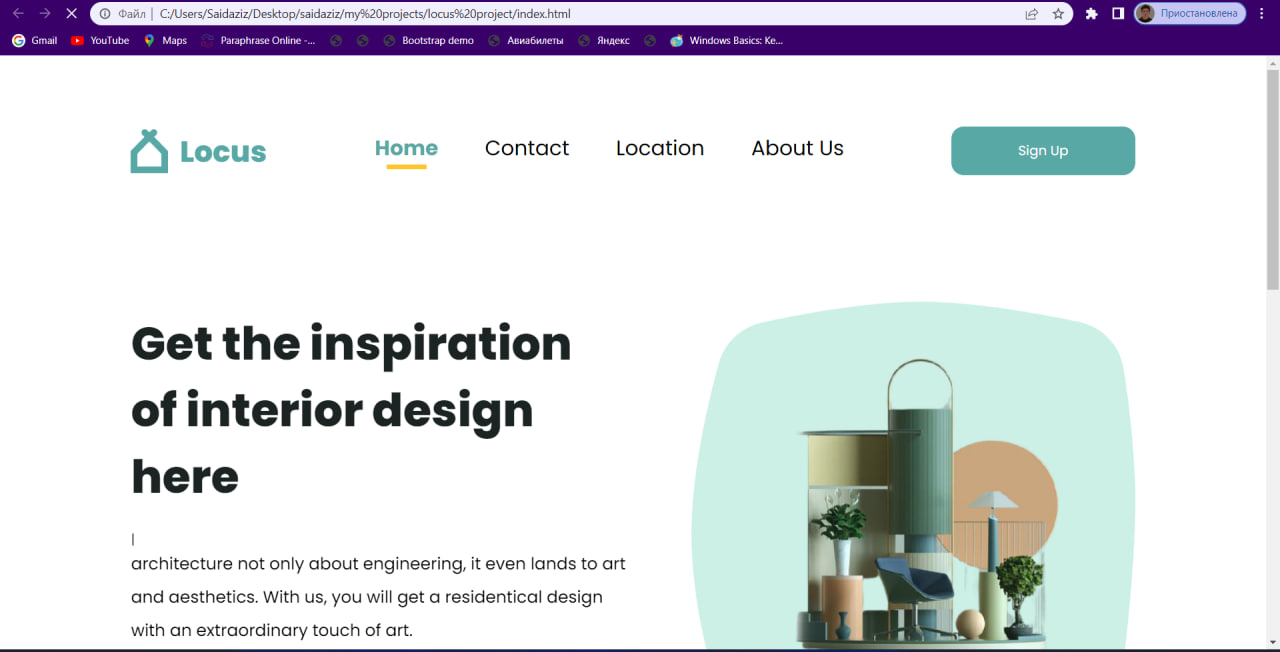 Файл | C:/Users/Saidaziz/Desktop/saidaziz/my%20projects/locus%20project/index.html
Приостановлена
Gmail YouTube Maps Paraphrase Online -... Bootstrap demo Авиабилеты Яндекс Windows Basics: Ke...
Locus Home Contact Location About Us Sign Up
Get the inspiration
of interior design
here
|
architecture not only about engineering, it even lands to art
and aesthetics. With us, you will get a residentical design
with an extraordinary touch of art.